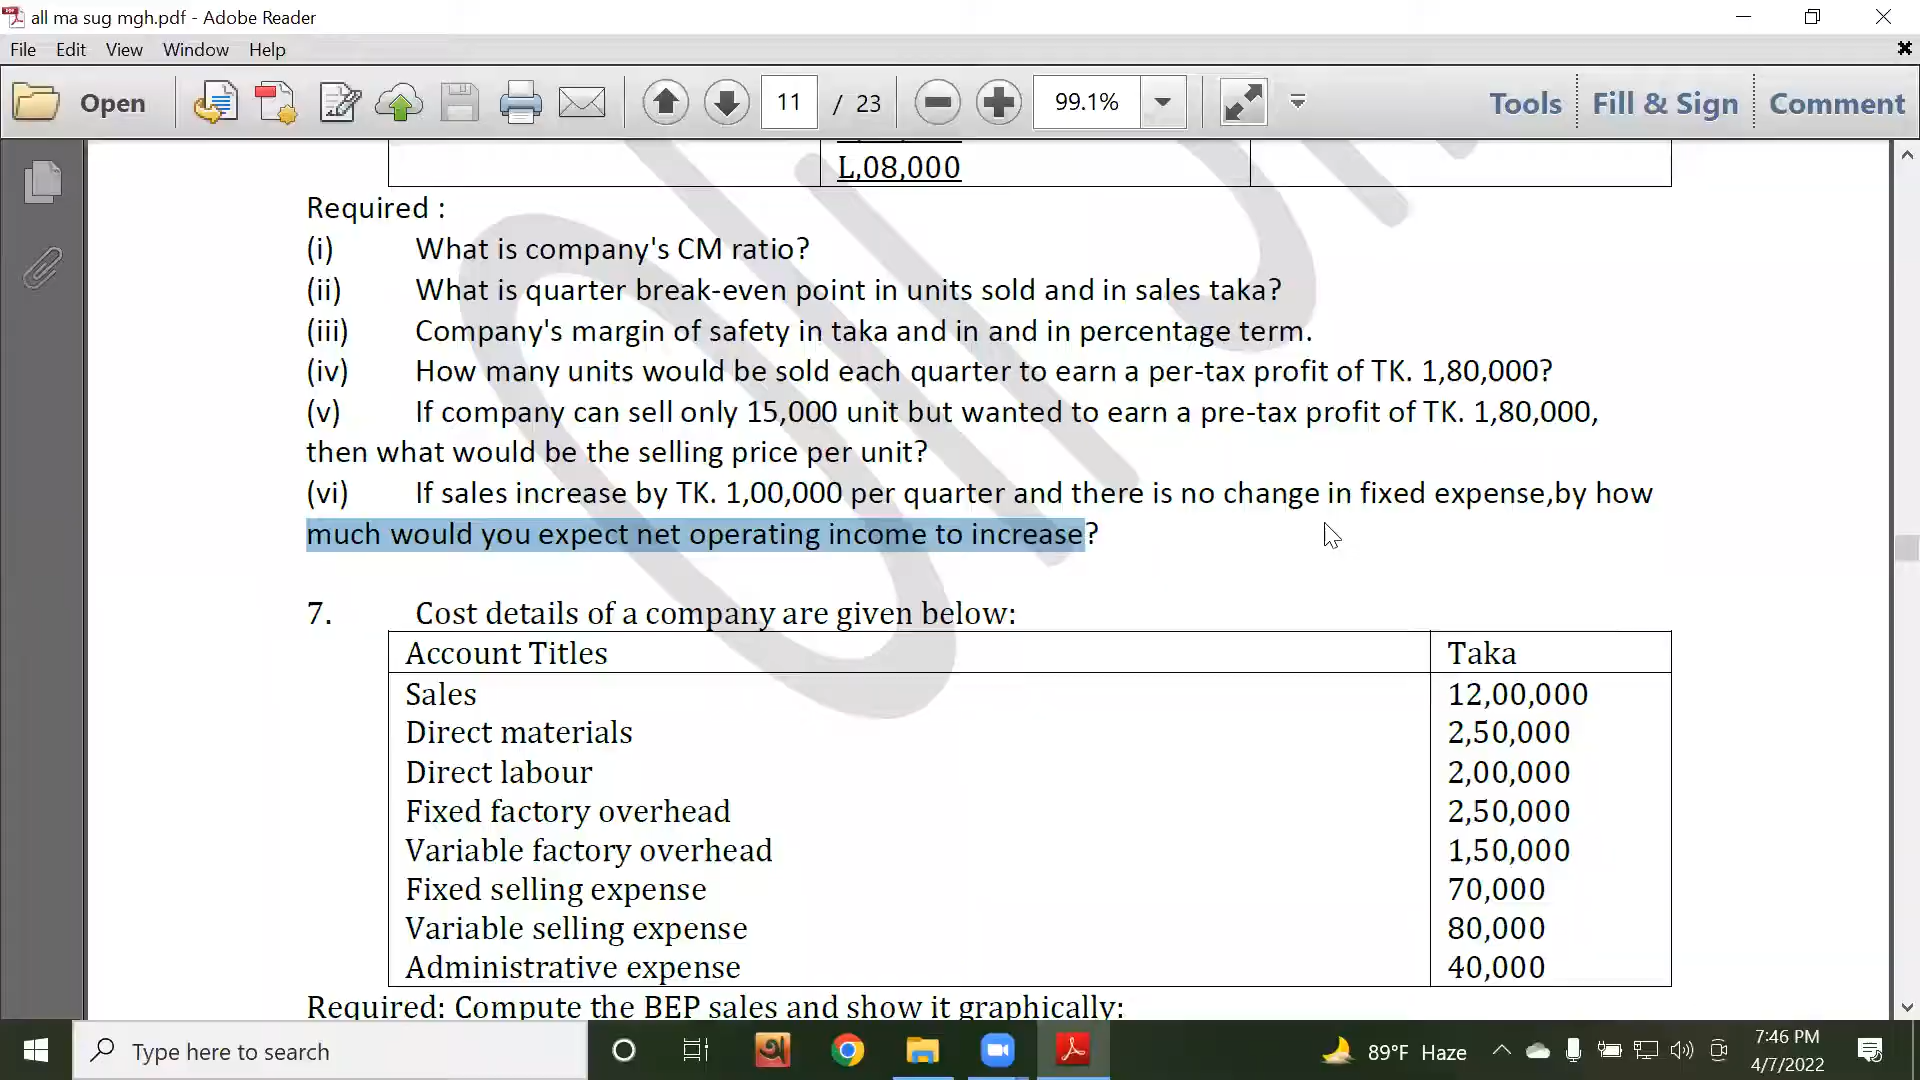 all ma sug mgh.pdf - Adobe Reader
File Edit View Window Help
Open 11 / 23 99.1% Tools Fill & Sign Comment
L,08,000
Required :
(i) What is company's CM ratio?
(ii) What is quarter break-even point in units sold and in sales taka?
(iii) Company's margin of safety in taka and in and in percentage term.
(iv) How many units would be sold each quarter to earn a per-tax profit of TK. 1,80,000?
(v) If company can sell only 15,000 unit but wanted to earn a pre-tax profit of TK. 1,80,000,
then what would be the selling price per unit?
(vi) If sales increase by TK. 1,00,000 per quarter and there is no change in fixed expense,by how
much would you expect net operating income to increase?
7. Cost details of a company are given below:
Account Titles Taka
Sales 12,00,000
Direct materials 2,50,000
Direct labour 2,00,000
Fixed factory overhead 2,50,000
Variable factory overhead 1,50,000
Fixed selling expense 70,000
Variable selling expense 80,000
Administrative expense 40,000
Required: Compute the BEP sales and show it graphically:
Type here to search
অ
89°F Haze
7:46 PM
4/7/2022